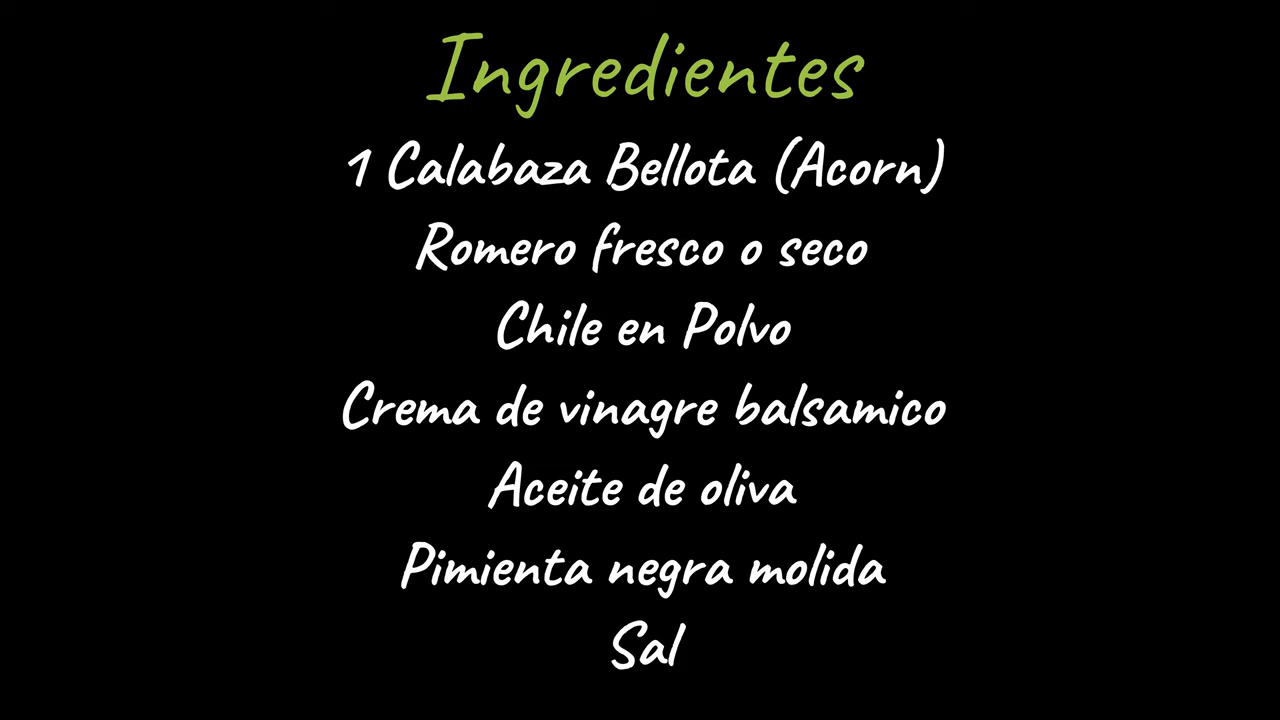 Ingredientes
1 Calabaza Bellota (Acorn)
Romero fresco o seco
Chile en Polvo
Crema de vinagre balsamico
Aceite de oliva
Pimienta negra molida
Sal